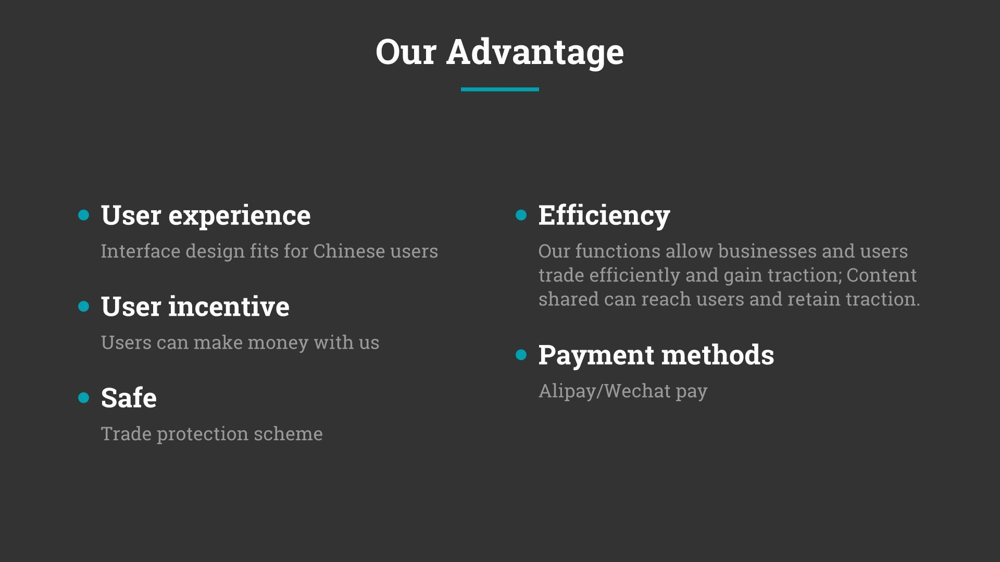 Our Advantage
User experience
Interface design fits for Chinese users
User incentive
Users can make money with us
Safe
Trade protection scheme
Efficiency
Our functions allow businesses and users
trade efficiently and gain traction; Content
shared can reach users and retain traction.
Payment methods
Alipay/Wechat pay